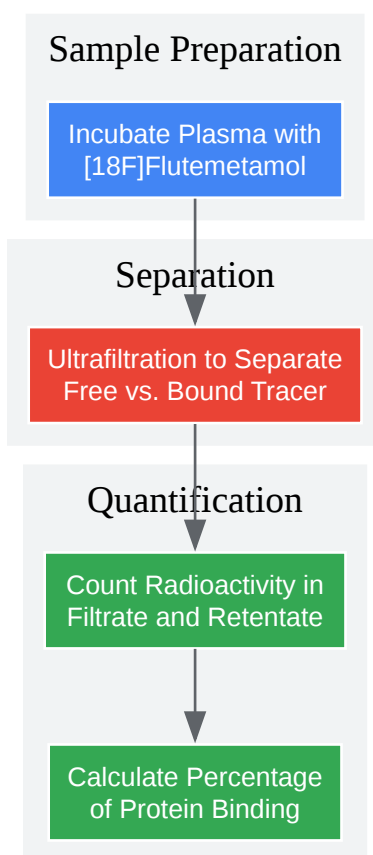 Sample Preparation
Incubate Plasma with
[18F]Flutemetamol
Separation
Ultrafiltration to Separate
Free vs. Bound Tracer
Quantification
Count Radioactivity in
Filtrate and Retentate
Calculate Percentage
of Protein Binding